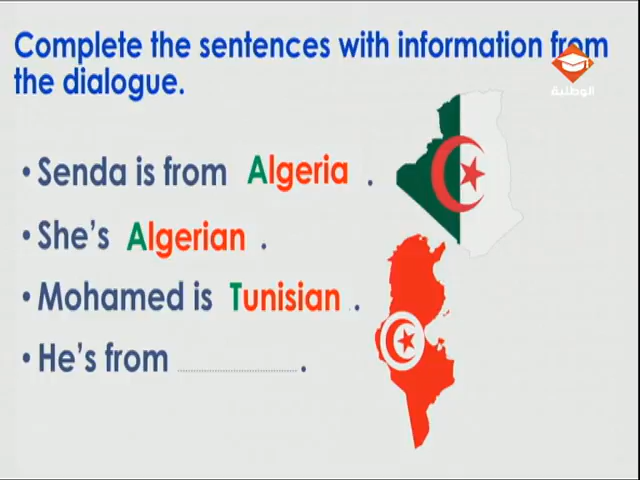 Complete the sentences with information from
the dialogue.
الوطنية
• Senda is from Algeria .
• She's Algerian .
• Mohamed is Tunisian .
• He's from .................... .